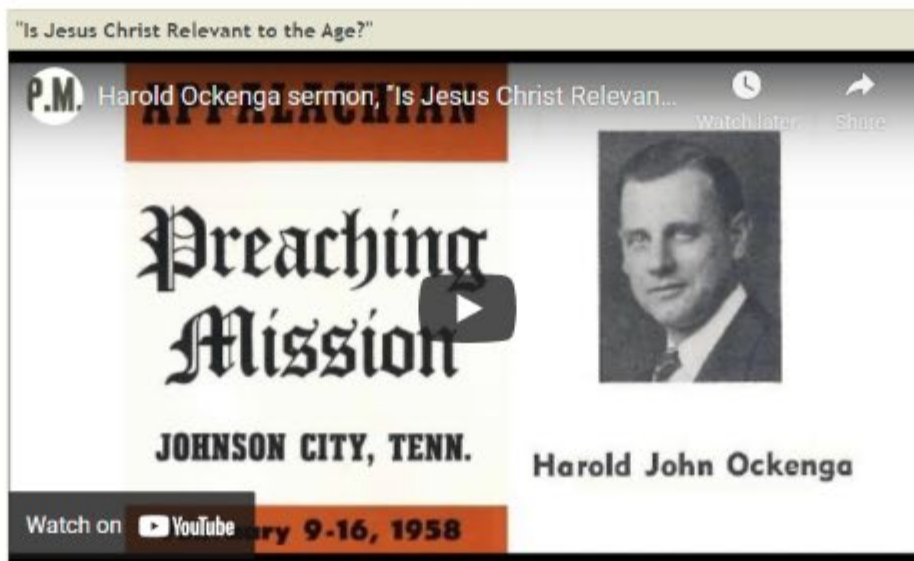 "Is Jesus Christ Relevant to the Age?"
P.M. Harold Ockenga sermon, "Is Jesus Christ Relevan...
Watch later
Share
APPALACHIAN
Preaching
Mission
JOHNSON CITY, TENN.
Harold John Ockenga
Watch on YouTube
9-16, 1958